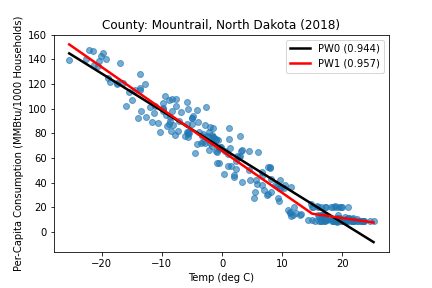 County: Mountrail, North Dakota (2018)
PW0 (0.944)
PW1 (0.957)
Per-Capita Consumption (MMBtu/1000 Households)
160
140
120
100
80
60
40
20
0
−20 −10 0 10 20
Temp (deg C)